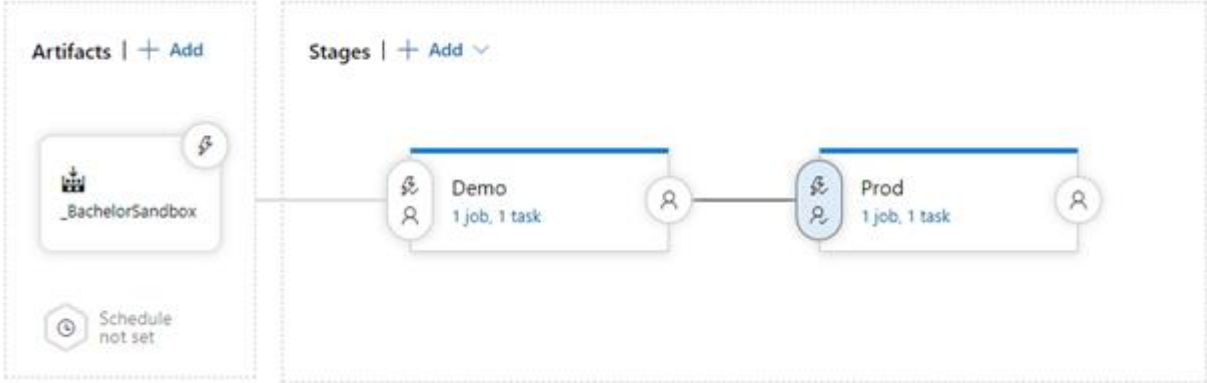 Artifacts | + Add
_BachelorSandbox
Schedule
not set
Stages | + Add
Demo
1 job, 1 task
Prod
1 job, 1 task